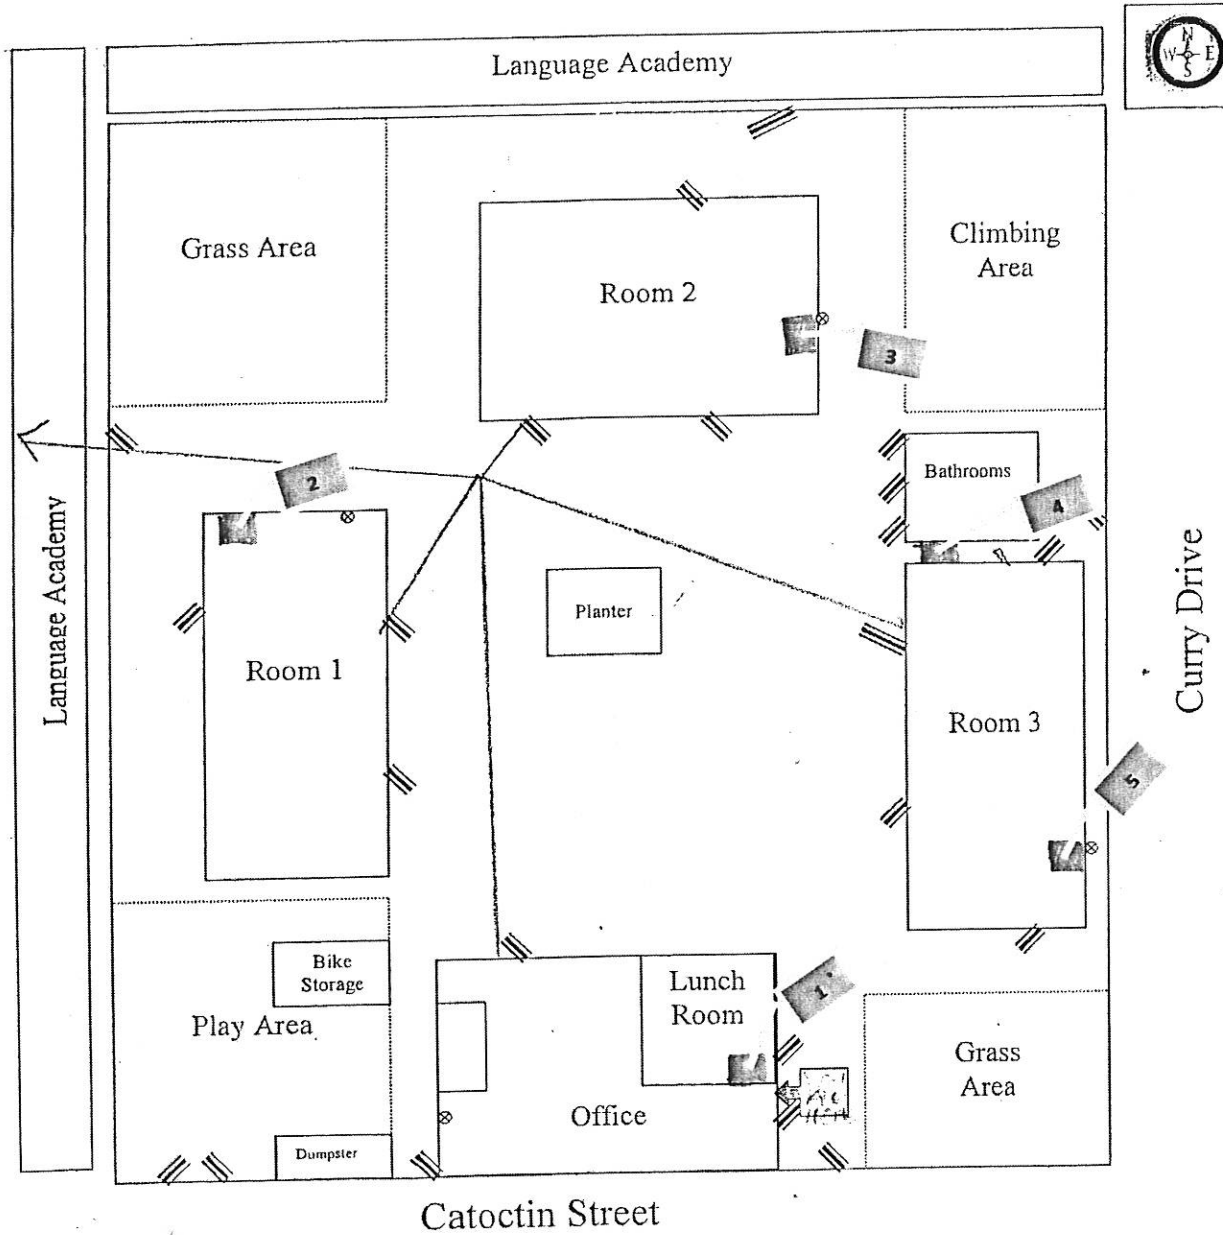 Language Academy
N
W E
S
Grass Area
Climbing
Area
Room 2
3
Bathrooms
2
4
Language Academy
Planter
Curry Drive
Room 1
Room 3
5
Bike
Storage
Lunch
Room
1
Play Area
Grass
Area
Office
Dumpster
Catoctin Street